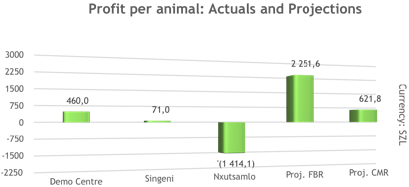 Profit per animal: Actuals and Projections
3000
2250
1500
750
0
-750
-1500
-2250
460,0
71,0
'(1 414,1)
2 251,6
621,8
Demo Centre
Singeni
Nxutsamlo
Proj. FBR
Proj. CMR
Currency: SZL